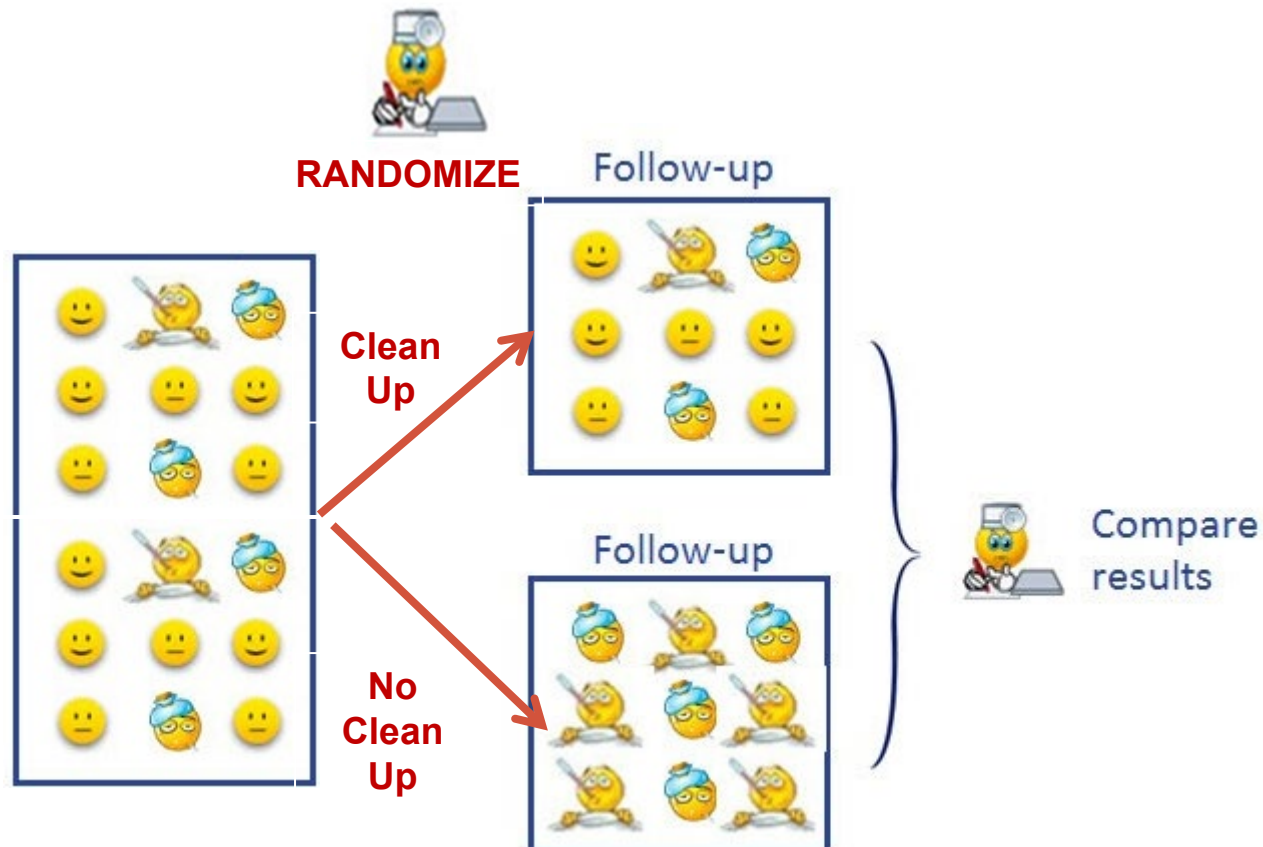 RANDOMIZE
Follow-up
Clean
Up
Follow-up
No
Clean
Up
Compare
results